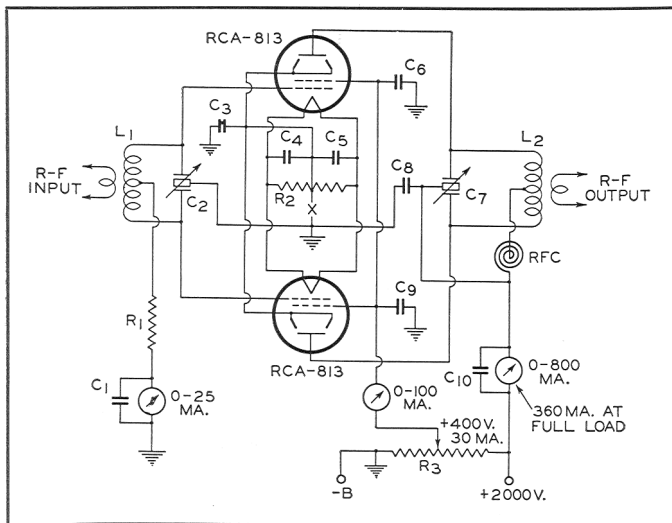 RCA-813
C6
C3
L1
C4
C5
L2
C8
R-F
INPUT
C2
R2
X
C7
R-F
OUTPUT
RFC
C9
R1
RCA-813
C1
0-25
MA.
0-100
MA.
C10
0-800
MA.
360 MA. AT
FULL LOAD
+400 V.
30 MA.
R3
-B
+2000V.